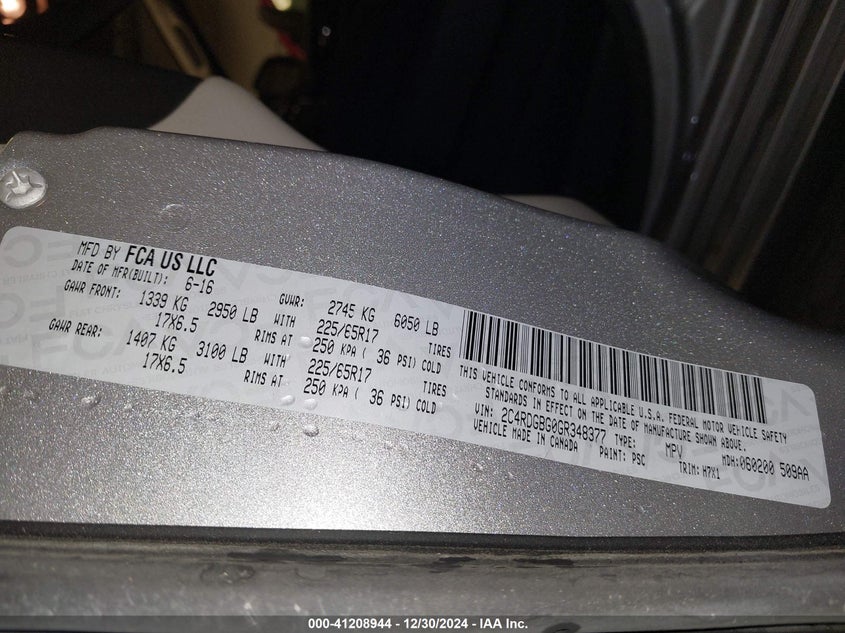 MFD BY FCA US LLC
DATE OF MFR(BUILT): 6-16
GVWR: 2745 KG 6050 LB
GAWR FRONT: 1339 KG 2950 LB WITH 225/65R17 TIRES
17X6.5 RIMS AT 250 KPA ( 36 PSI) COLD
GAWR REAR: 1407 KG 3100 LB WITH 225/65R17 TIRES
17X6.5 RIMS AT 250 KPA ( 36 PSI) COLD
THIS VEHICLE CONFORMS TO ALL APPLICABLE U.S.A. FEDERAL MOTOR VEHICLE SAFETY
STANDARDS IN EFFECT ON THE DATE OF MANUFACTURE SHOWN ABOVE.
VIN: 2C4RDGBG0GR348377 TYPE: MPV MDH:060200 509AA
VEHICLE MADE IN CANADA PAINT: PSC TRIM: H7X1
000-41208944 - 12/30/2024 - IAA Inc.